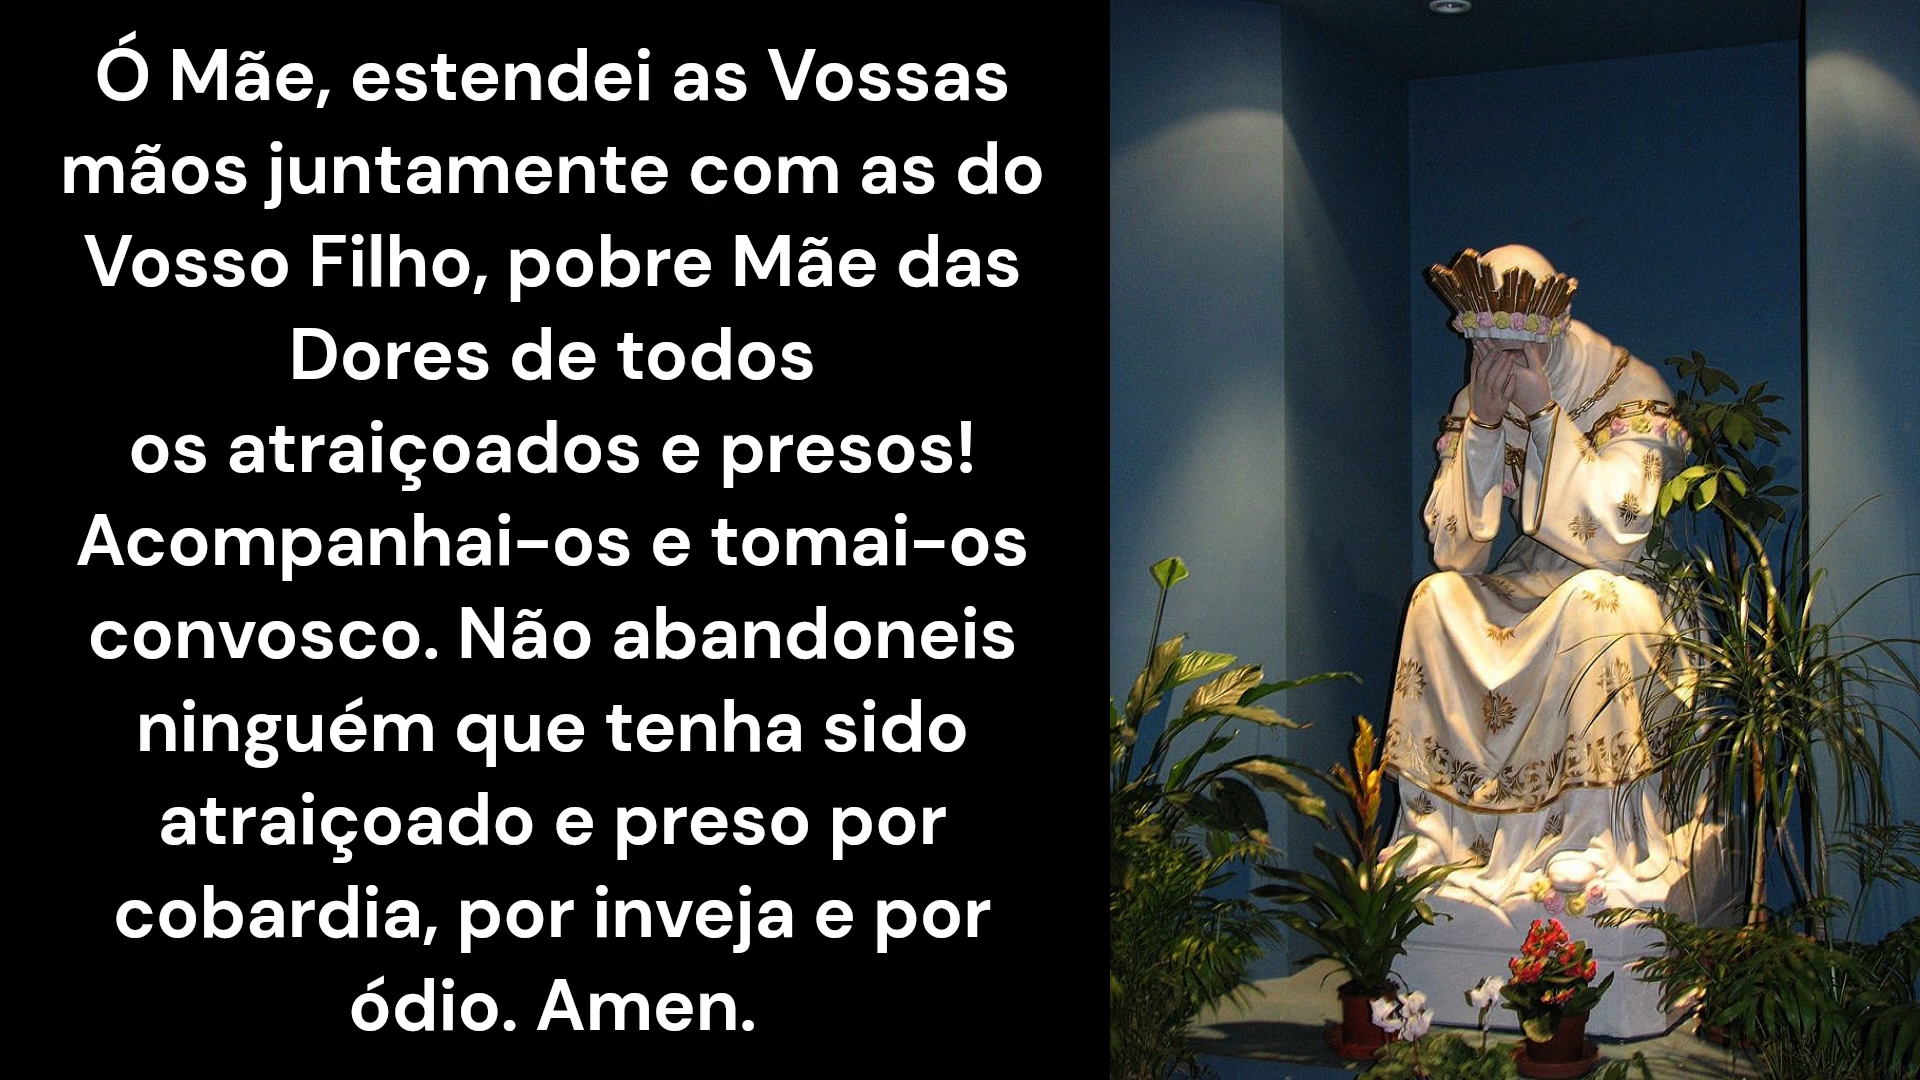 Ó Mãe, estendei as Vossas
mãos juntamente com as do
Vosso Filho, pobre Mãe das
Dores de todos
os atraiçoados e presos!
Acompanhai-os e tomai-os
convosco. Não abandoneis
ninguém que tenha sido
atraiçoado e preso por
cobardia, por inveja e por
ódio. Amen.